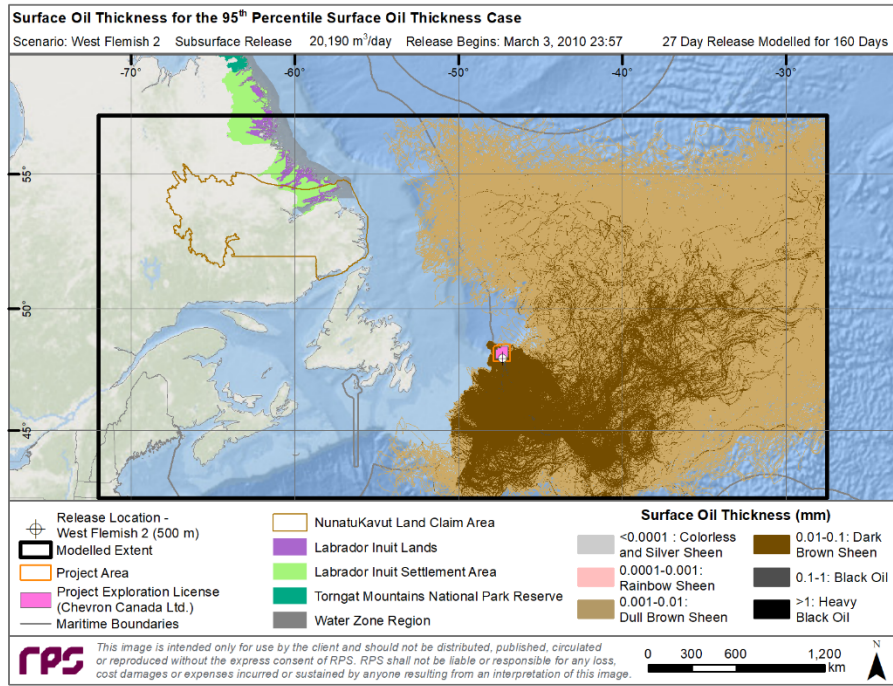 Surface Oil Thickness for the 95th Percentile Surface Oil Thickness Case
Scenario: West Flemish 2 Subsurface Release 20,190 m³/day Release Begins: March 3, 2010 23:57 27 Day Release Modelled for 160 Days
-70° -60° -50° -40° -30°
55°
50°
45°
Release Location -
West Flemish 2 (500 m)
Modelled Extent
Project Area
Project Exploration License
(Chevron Canada Ltd.)
Maritime Boundaries
NunatuKavut Land Claim Area
Labrador Inuit Lands
Labrador Inuit Settlement Area
Torngat Mountains National Park Reserve
Water Zone Region
Surface Oil Thickness (mm)
<0.0001 : Colorless
and Silver Sheen
0.0001-0.001:
Rainbow Sheen
0.001-0.01:
Dull Brown Sheen
0.01-0.1: Dark
Brown Sheen
0.1-1: Black Oil
>1: Heavy
Black Oil
rps
This image is intended only for use by the client and should not be distributed, published, circulated
or reproduced without the express consent of RPS. RPS shall not be liable or responsible for any loss,
cost damages or expenses incurred or sustained by anyone resulting from an interpretation of this image.
0 300 600 1,200
km
N